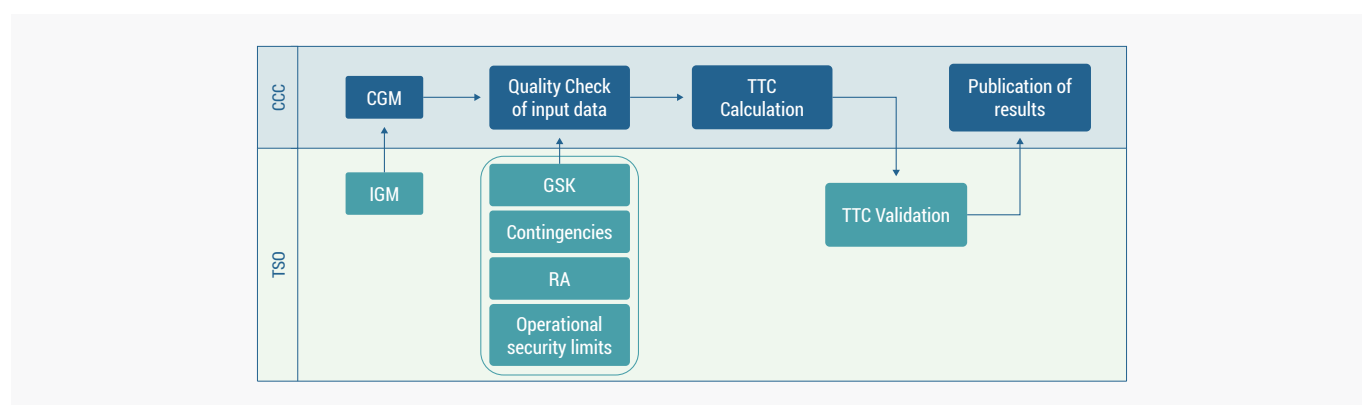 CCC
CGM
Quality Check
of input data
TTC
Calculation
Publication of
results
TSO
IGM
GSK
Contingencies
RA
Operational
security limits
TTC Validation